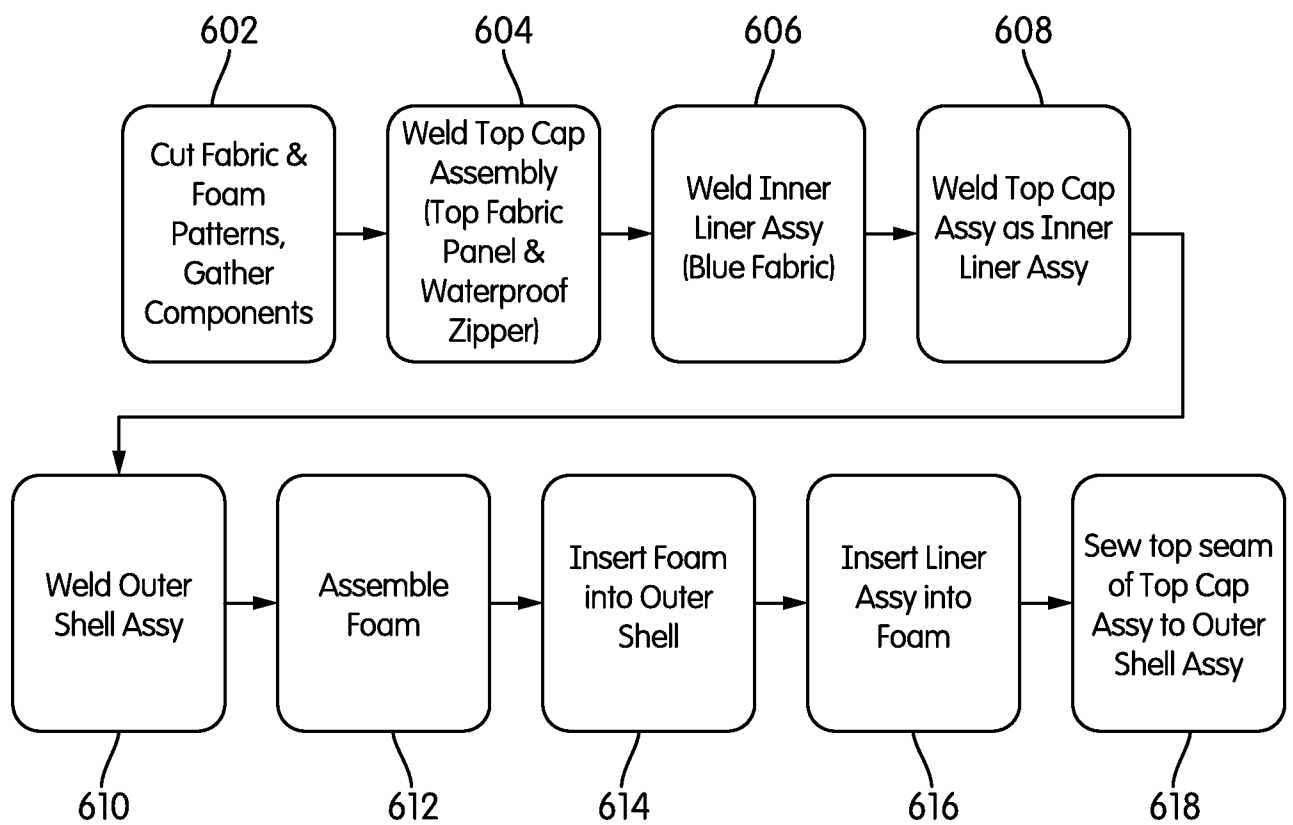 602
604
606
608
Cut Fabric &
Foam
Patterns,
Gather
Components
Weld Top Cap
Assembly
(Top Fabric
Panel &
Waterproof
Zipper)
Weld Inner
Liner Assy
(Blue Fabric)
Weld Top Cap
Assy as Inner
Liner Assy
Weld Outer
Shell Assy
Assemble
Foam
Insert Foam
into Outer
Shell
Insert Liner
Assy into
Foam
Sew top seam
of Top Cap
Assy to Outer
Shell Assy
610
612
614
616
618